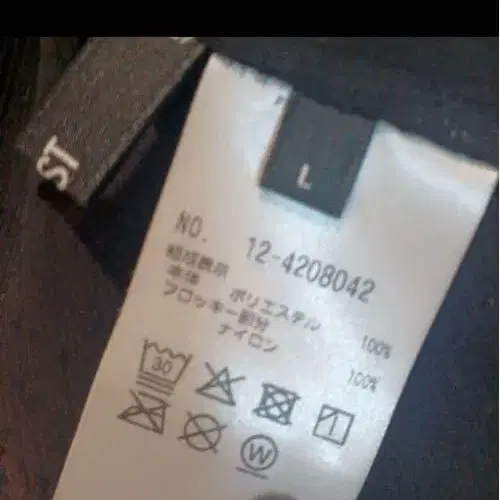 ST
L
NO. 12-4208042
組成表示
本体 ポリエステル 100%
フロッキー部分
ナイロン 100%
30
W